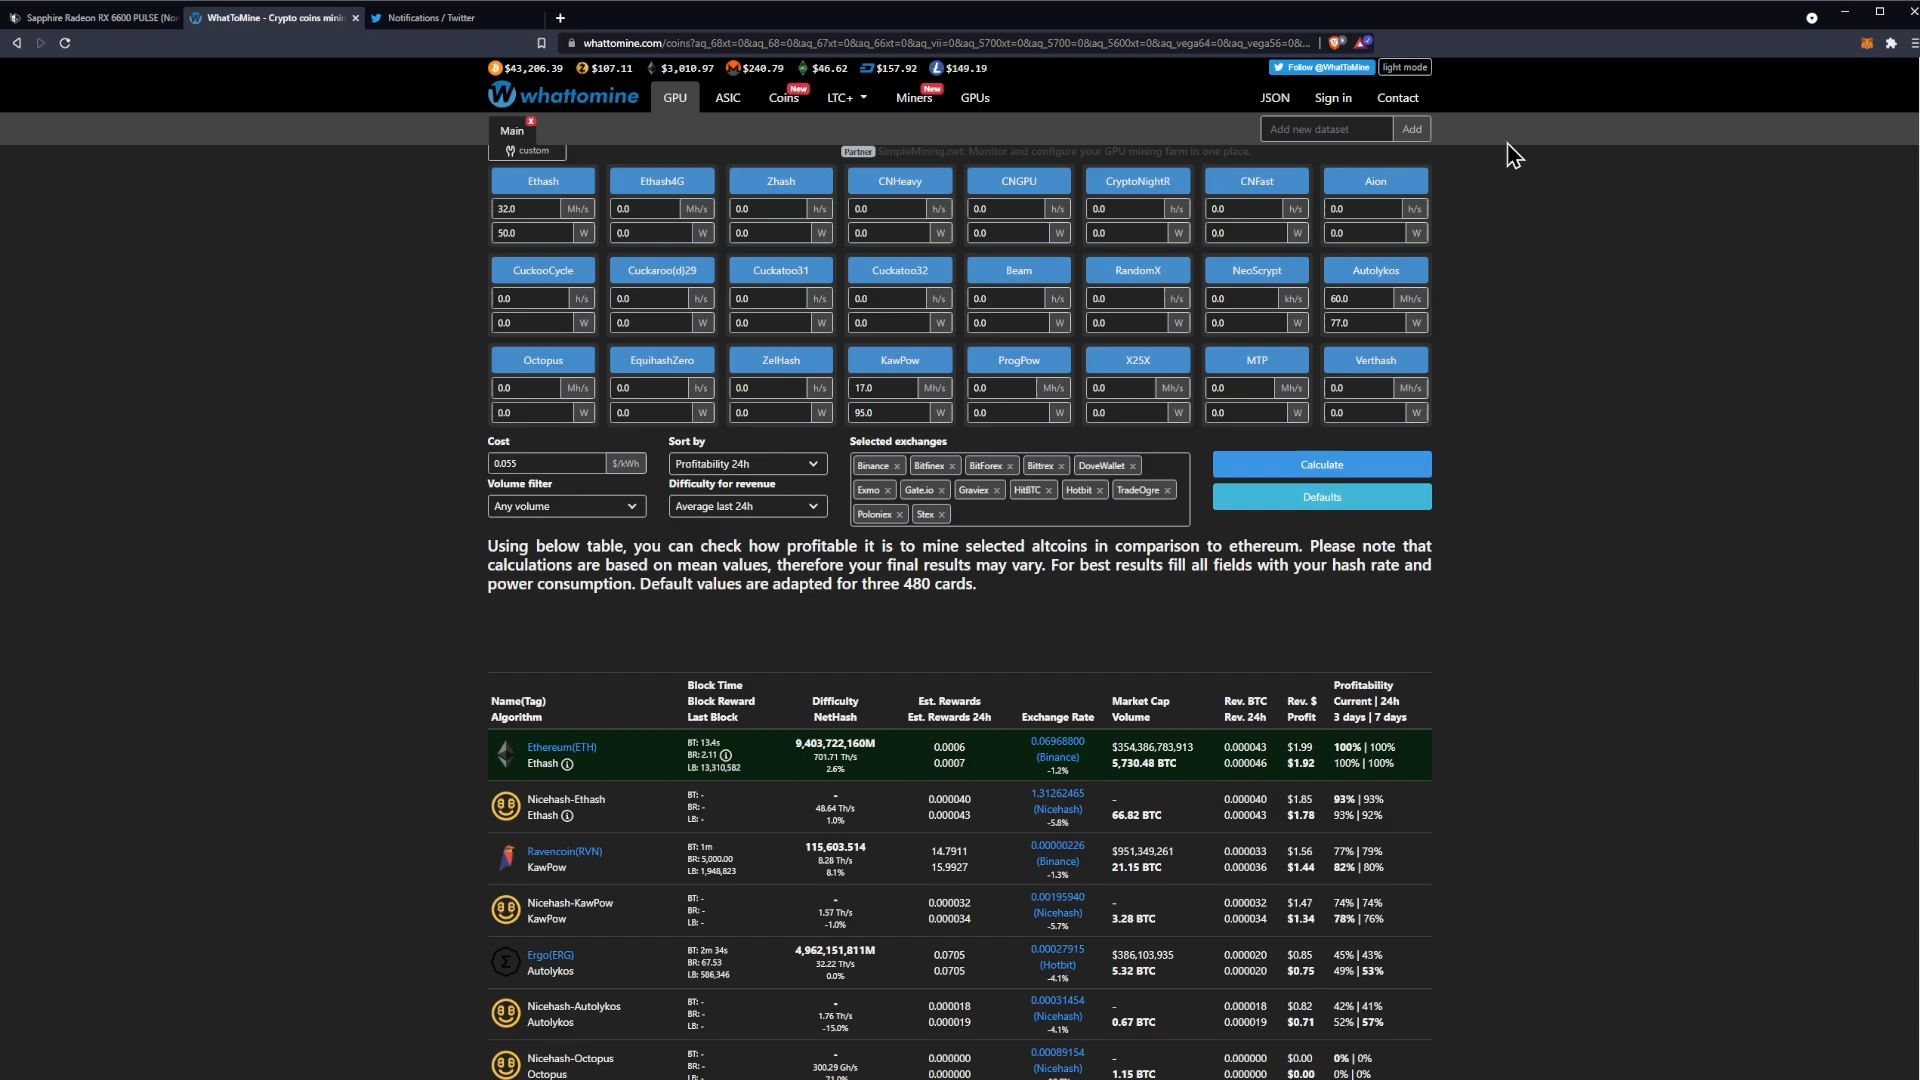 Sapphire Radeon RX 6600 PULSE (Non
WhatToMine - Crypto coins mini
Notifications / Twitter
whattomine.com/coins?aq_68xt=0&aq_68=0&aq_67xt=0&aq_66xt=0&aq_vii=0&aq_5700xt=0&aq_5700=0&aq_5600xt=0&aq_vega64=0&aq_vega56=0&...
$43,206.39 $107.11 $3,010.97 $240.79 $46.62 $157.92 $149.19
Follow @WhatToMine light mode
whattomine GPU ASIC Coins New LTC+ Miners New GPUs JSON Sign in Contact
Main x Add new dataset Add
custom Partner SimpleMining.net: Monitor and configure your GPU mining farm in one place.
Ethash Ethash4G Zhash CNHeavy CNGPU CryptoNightR CNFast Aion
32.0 Mh/s 0.0 Mh/s 0.0 h/s 0.0 h/s 0.0 h/s 0.0 h/s 0.0 h/s 0.0 h/s
50.0 W 0.0 W 0.0 W 0.0 W 0.0 W 0.0 W 0.0 W 0.0 W
CuckooCycle Cuckaroo(d)29 Cuckatoo31 Cuckatoo32 Beam RandomX NeoScrypt Autolykos
0.0 h/s 0.0 h/s 0.0 h/s 0.0 h/s 0.0 h/s 0.0 h/s 0.0 kh/s 60.0 Mh/s
0.0 W 0.0 W 0.0 W 0.0 W 0.0 W 0.0 W 0.0 W 77.0 W
Octopus EquihashZero ZelHash KawPow ProgPow X25X MTP Verthash
0.0 Mh/s 0.0 h/s 0.0 h/s 17.0 Mh/s 0.0 Mh/s 0.0 Mh/s 0.0 Mh/s 0.0 Mh/s
0.0 W 0.0 W 0.0 W 95.0 W 0.0 W 0.0 W 0.0 W 0.0 W
Cost Sort by Selected exchanges
0.055 $/kWh Profitability 24h Binance × Bitfinex × BitForex × Bittrex × DoveWallet × Calculate
Volume filter Difficulty for revenue Exmo × Gate.io × Graviex × HitBTC × Hotbit × TradeOgre × Defaults
Any volume Average last 24h Poloniex × Stex ×
Using below table, you can check how profitable it is to mine selected altcoins in comparison to ethereum. Please note that
calculations are based on mean values, therefore your final results may vary. For best results fill all fields with your hash rate and
power consumption. Default values are adapted for three 480 cards.
Block Time Profitability
Name(Tag) Block Reward Difficulty Est. Rewards Market Cap Rev. BTC Rev. $ Current | 24h
Algorithm Last Block NetHash Est. Rewards 24h Exchange Rate Volume Rev. 24h Profit 3 days | 7 days
Ethereum(ETH) BT: 13.4s 9,403,722,160M 0.0006 0.06968800 $354,386,783,913 0.000043 $1.99 100% | 100%
Ethash BR: 2.11 701.71 Th/s 0.0007 (Binance) 5,730.48 BTC 0.000046 $1.92 100% | 100%
LB: 13,310,582 2.6% -1.2%
Nicehash-Ethash BT: - - 0.000040 1.31262465 - 0.000040 $1.85 93% | 93%
Ethash BR: - 48.64 Th/s 0.000043 (Nicehash) 66.82 BTC 0.000043 $1.78 93% | 92%
LB: - 1.0% -5.8%
Ravencoin(RVN) BT: 1m 115,603.514 14.7911 0.00000226 $951,349,261 0.000033 $1.56 77% | 79%
KawPow BR: 5,000.00 8.28 Th/s 15.9927 (Binance) 21.15 BTC 0.000036 $1.44 82% | 80%
LB: 1,948,823 8.1% -1.3%
Nicehash-KawPow BT: - - 0.000032 0.00195940 - 0.000032 $1.47 74% | 74%
KawPow BR: - 1.57 Th/s 0.000034 (Nicehash) 3.28 BTC 0.000034 $1.34 78% | 76%
LB: - -1.0% -5.7%
Ergo(ERG) BT: 2m 34s 4,962,151,811M 0.0705 0.00027915 $386,103,935 0.000020 $0.85 45% | 43%
Autolykos BR: 67.53 32.22 Th/s 0.0705 (Hotbit) 5.32 BTC 0.000020 $0.75 49% | 53%
LB: 586,346 0.0% -4.1%
Nicehash-Autolykos BT: - - 0.000018 0.00031454 - 0.000018 $0.82 42% | 41%
Autolykos BR: - 1.76 Th/s 0.000019 (Nicehash) 0.67 BTC 0.000019 $0.71 52% | 57%
LB: - -15.0% -4.1%
Nicehash-Octopus BT: - - 0.000000 0.00089154 - 0.000000 $0.00 0% | 0%
Octopus BR: - 300.29 Gh/s 0.000000 (Nicehash) 1.15 BTC 0.000000 $0.00 0% | 0%